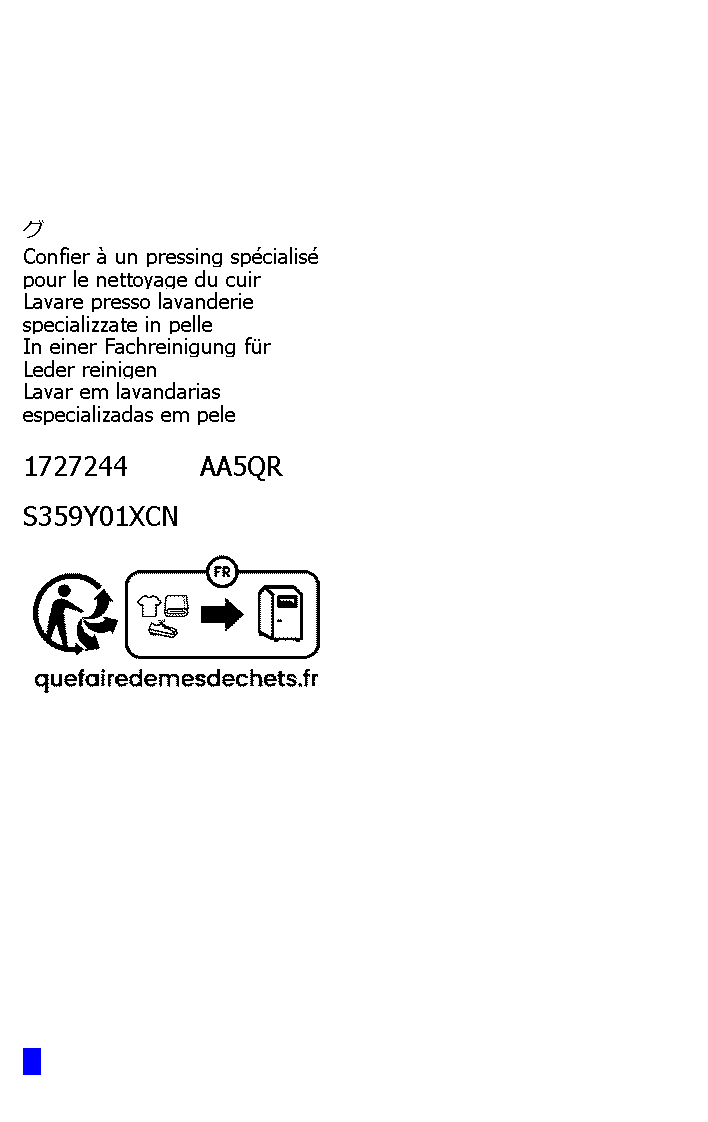 グ
Confier à un pressing spécialisé
pour le nettoyage du cuir
Lavare presso lavanderie
specializzate in pelle
In einer Fachreinigung für
Leder reinigen
Lavar em lavandarias
especializadas em pele
1727244 AA5QR
S359Y01XCN
FR
quefairedemesdechets.fr